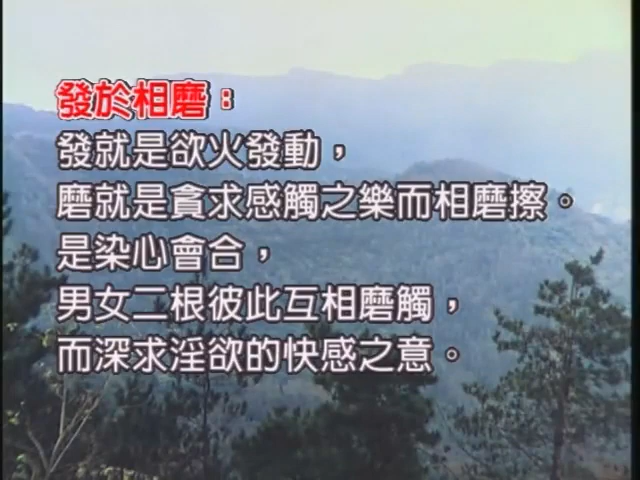 發於相磨：
發就是欲火發動，
磨就是貪求感觸之樂而相磨擦。
是染心會合，
男女二根彼此互相磨觸，
而深求淫欲的快感之意。